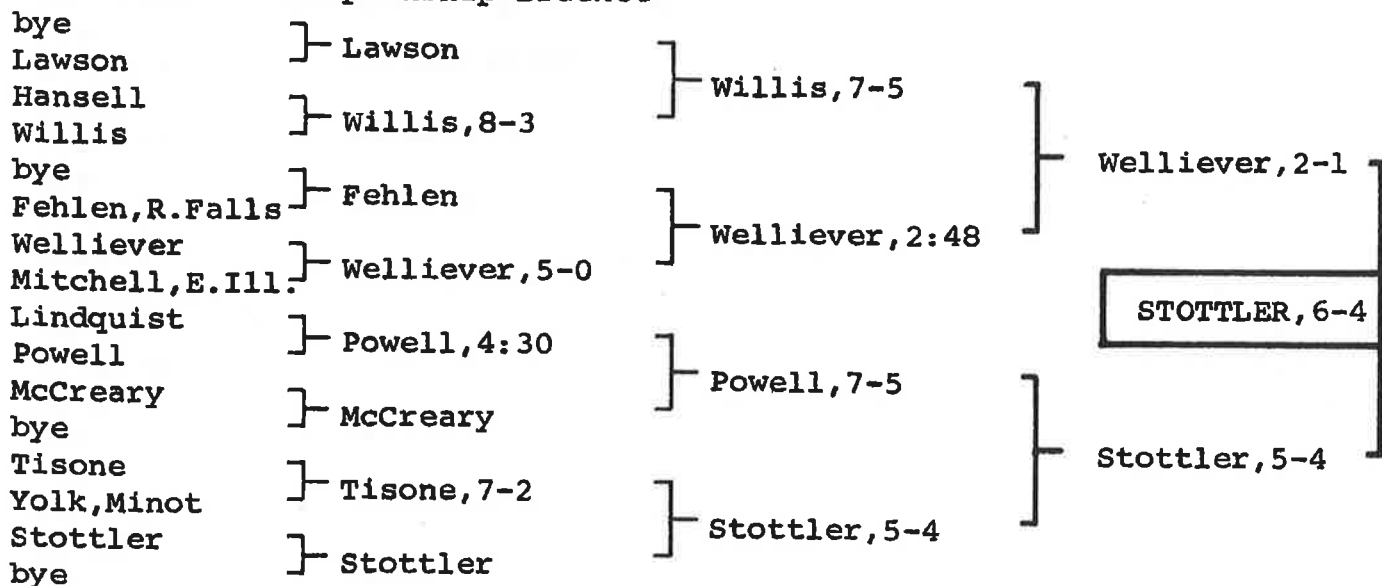 bye
Lawson
Hansell
Willis
bye
Fehlen,R.Falls
Welliever
Mitchell,E.Ill.
Lindquist
Powell
McCreary
bye
Tisone
Yolk,Minot
Stottler
bye
Lawson
Willis,8-3
Fehlen
Welliever,5-0
Powell,4:30
McCreary
Tisone,7-2
Stottler
Willis,7-5
Welliever,2:48
Powell,7-5
Stottler,5-4
Welliever,2-1
Stottler,5-4
STOTTLER,6-4